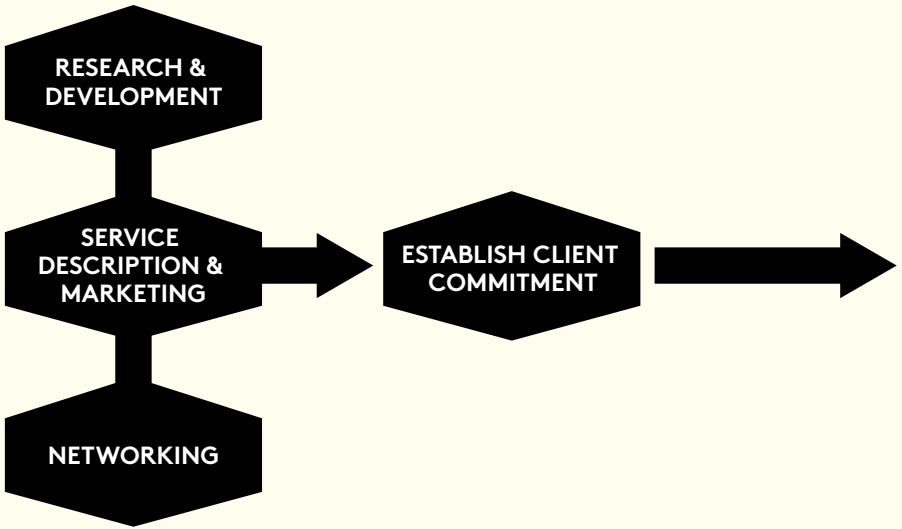 RESEARCH &
DEVELOPMENT
SERVICE
DESCRIPTION &
MARKETING
ESTABLISH CLIENT
COMMITMENT
NETWORKING